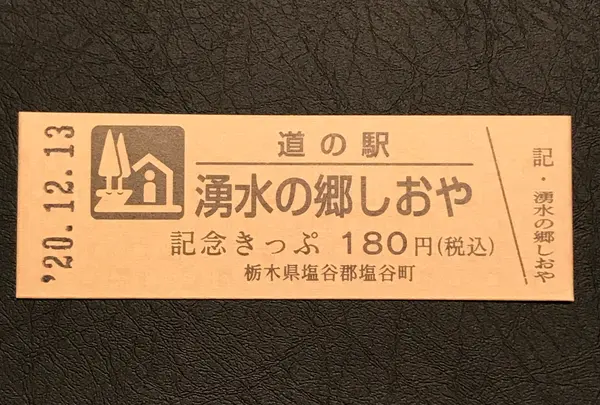 '20.12.13
道の駅
湧水の郷しおや
記念きっぷ 180円(税込)
栃木県塩谷郡塩谷町
記・湧水の郷しおや